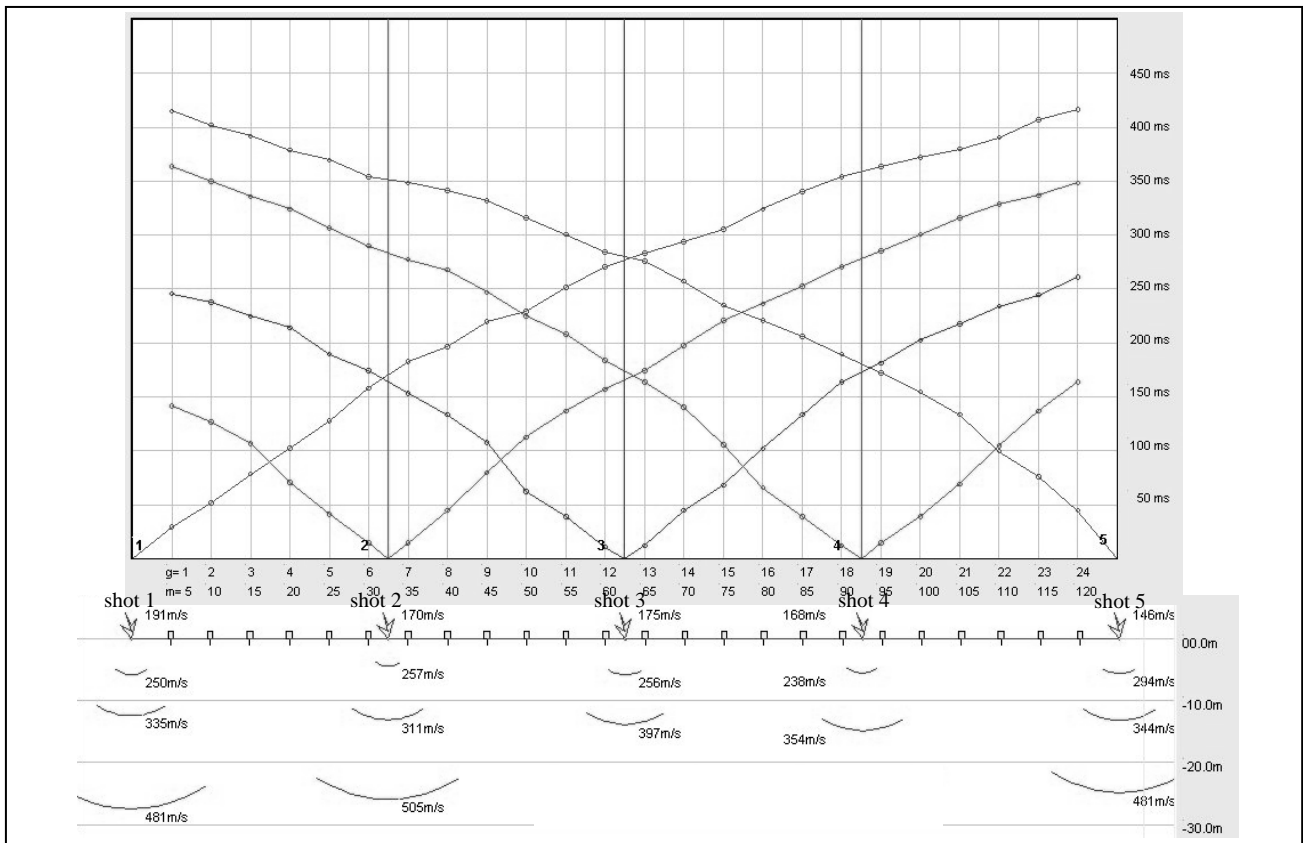 450 ms
400 ms
350 ms
300 ms
250 ms
200 ms
150 ms
100 ms
50 ms
1 2 3 4 5
g= 1 2 3 4 5 6 7 8 9 10 11 12 13 14 15 16 17 18 19 20 21 22 23 24
m= 5 10 15 20 25 30 35 40 45 50 55 60 65 70 75 80 85 90 95 100 105 110 115 120
shot 1 shot 2 shot 3 shot 4 shot 5
191m/s 170m/s 175m/s 168m/s 146m/s
00.0m
250m/s 257m/s 256m/s 238m/s 294m/s
-10.0m
335m/s 311m/s 397m/s 354m/s 344m/s
-20.0m
481m/s 505m/s 481m/s
-30.0m